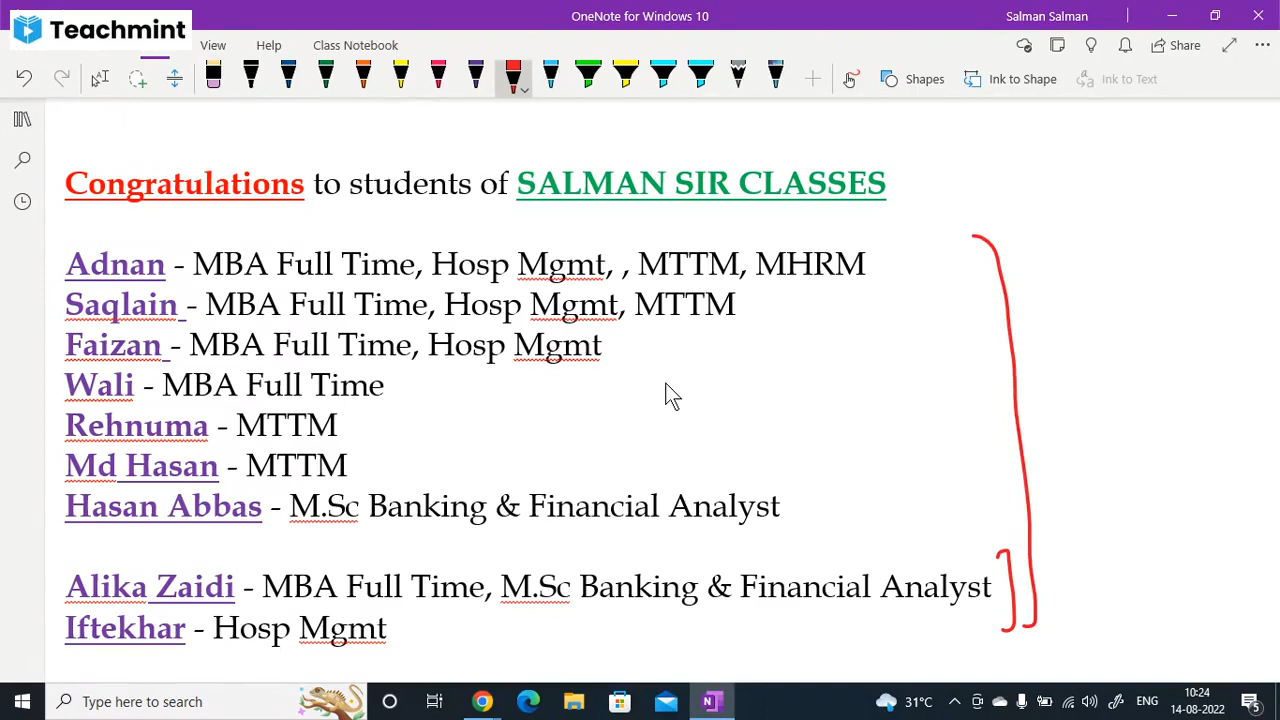 Teachmint
OneNote for Windows 10
Salman Salman
View Help Class Notebook
Share
Shapes
Ink to Shape
Ink to Text
Congratulations to students of SALMAN SIR CLASSES
Adnan - MBA Full Time, Hosp Mgmt, , MTTM, MHRM
Saqlain - MBA Full Time, Hosp Mgmt, MTTM
Faizan - MBA Full Time, Hosp Mgmt
Wali - MBA Full Time
Rehnuma - MTTM
Md Hasan - MTTM
Hasan Abbas - M.Sc Banking & Financial Analyst
Alika Zaidi - MBA Full Time, M.Sc Banking & Financial Analyst
Iftekhar - Hosp Mgmt
Type here to search
31°C
ENG
10:24
14-08-2022
5